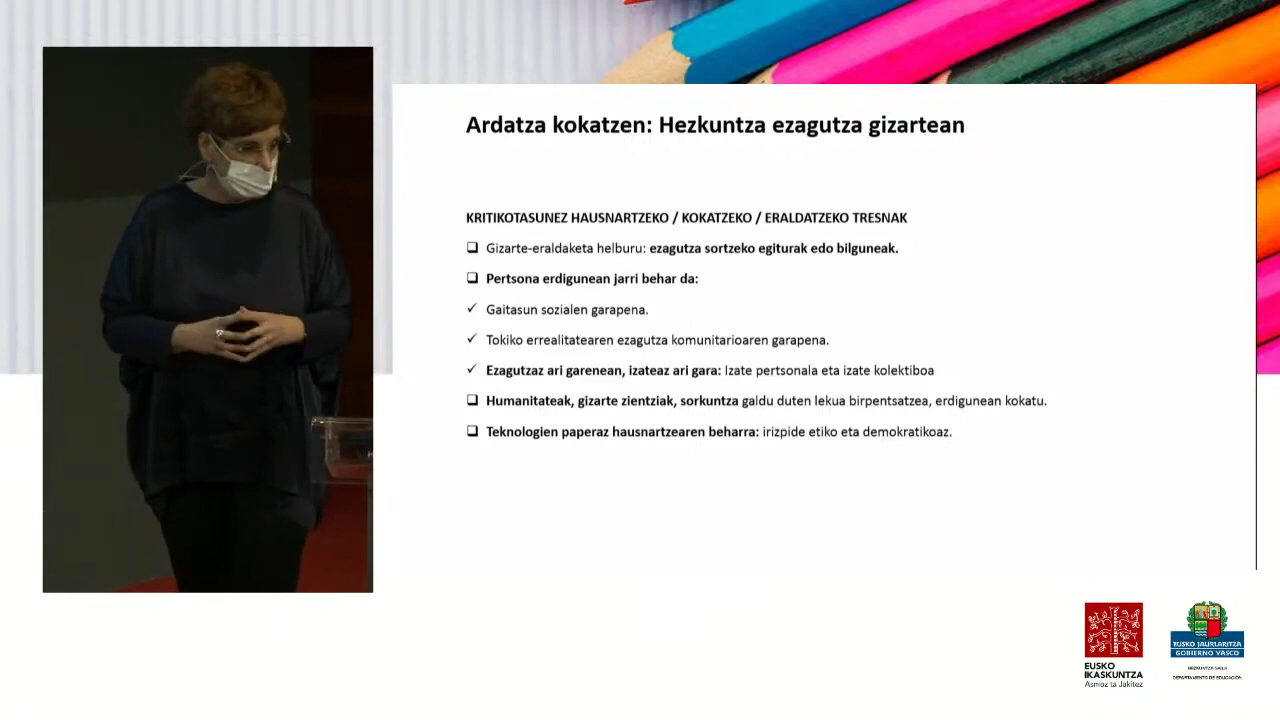 Ardatza kokatzen: Hezkuntza ezagutza gizartean
KRITIKOTASUNEZ HAUSNARTZEKO / KOKATZEKO / ERALDATZEKO TRESNAK
Gizarte-eraldaketa helburu: ezagutza sortzeko egiturak edo bilguneak.
Pertsona erdigunean jarri behar da:
Gaitasun sozialen garapena.
Tokiko errealitatearen ezagutza komunitarioaren garapena.
Ezagutzaz ari garenean, izateaz ari gara: Izate pertsonala eta izate kolektiboa
Humanitateak, gizarte zientziak, sorkuntza galdu duten lekua birpentsatzea, erdigunean kokatu.
Teknologien paperaz hausnartzearen beharra: irizpide etiko eta demokratikoaz.
EUSKO
IKASKUNTZA
Asmoz ta Jakitez
EUSKO JAURLARITZA
GOBIERNO VASCO
HEZKUNTZA SAILA
DEPARTAMENTO DE EDUCACIÓN